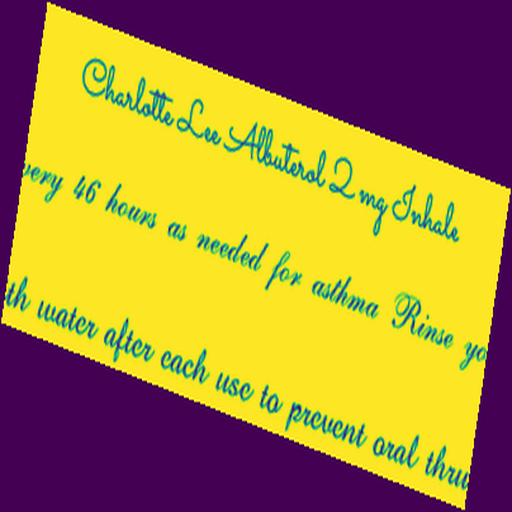 Charlotte Lee Albuterol 2 mg Inhale
very 46 hours as needed for asthma Rinse yo
th water after each use to prevent oral thru